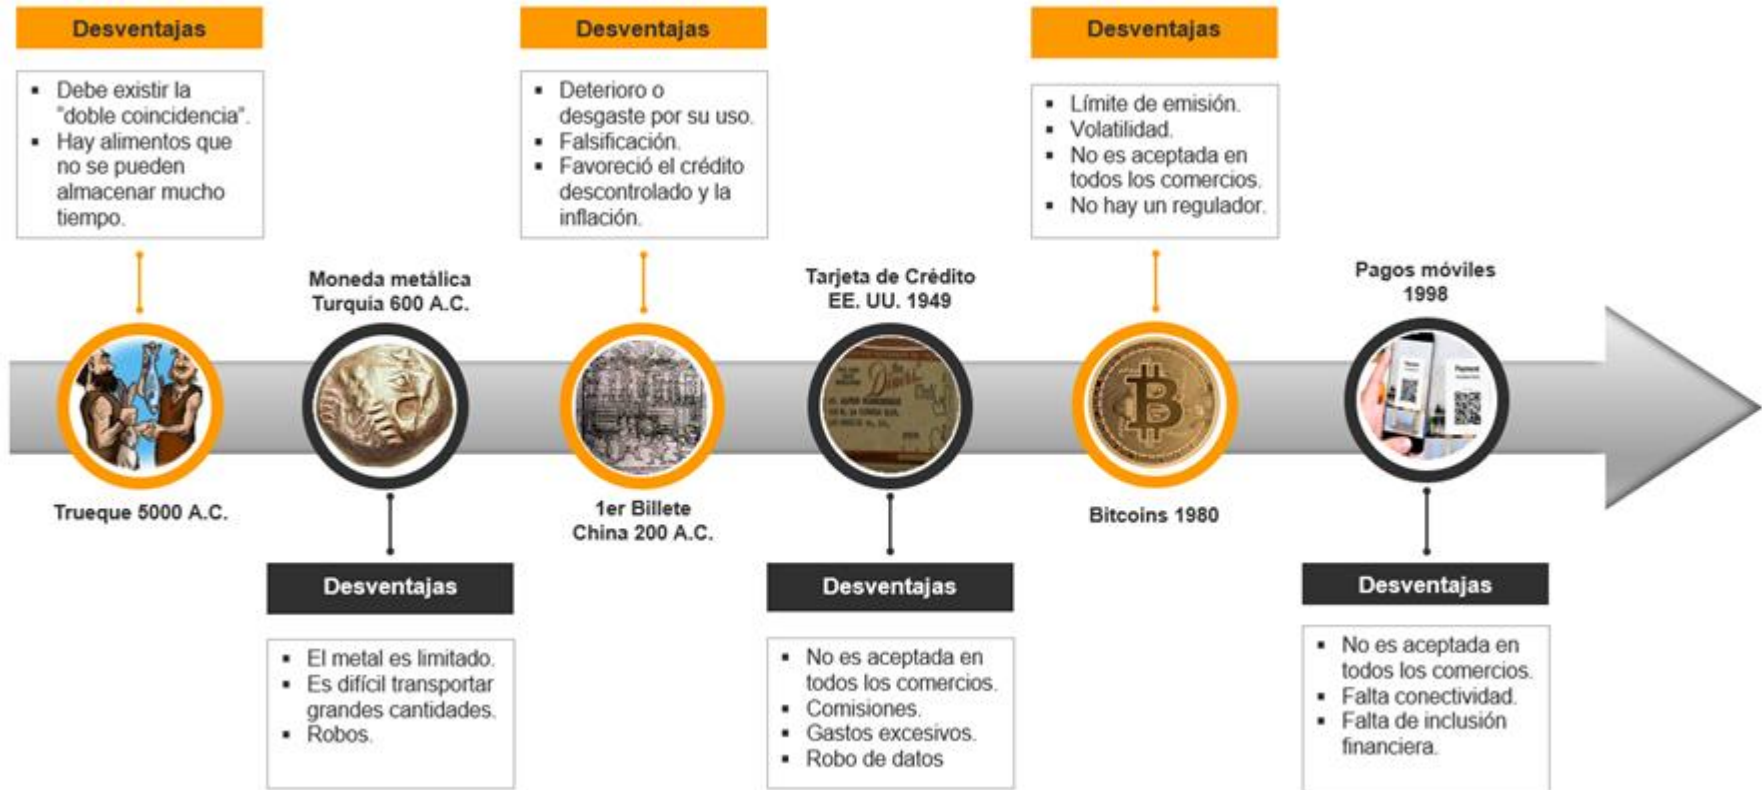 Desventajas
▪ Debe existir la
"doble coincidencia".
▪ Hay alimentos que
no se pueden
almacenar mucho
tiempo.
Trueque 5000 A.C.
Moneda metálica
Turquía 600 A.C.
Desventajas
▪ El metal es limitado.
▪ Es difícil transportar
grandes cantidades.
▪ Robos.
Desventajas
▪ Deterioro o
desgaste por su uso.
▪ Falsificación.
▪ Favoreció el crédito
descontrolado y la
inflación.
1er Billete
China 200 A.C.
Tarjeta de Crédito
EE. UU. 1949
Diners
Club
Desventajas
▪ No es aceptada en
todos los comercios.
▪ Comisiones.
▪ Gastos excesivos.
▪ Robo de datos
Desventajas
▪ Límite de emisión.
▪ Volatilidad.
▪ No es aceptada en
todos los comercios.
▪ No hay un regulador.
Bitcoins 1980
Pagos móviles
1998
Payment
Desventajas
▪ No es aceptada en
todos los comercios.
▪ Falta conectividad.
▪ Falta de inclusión
financiera.